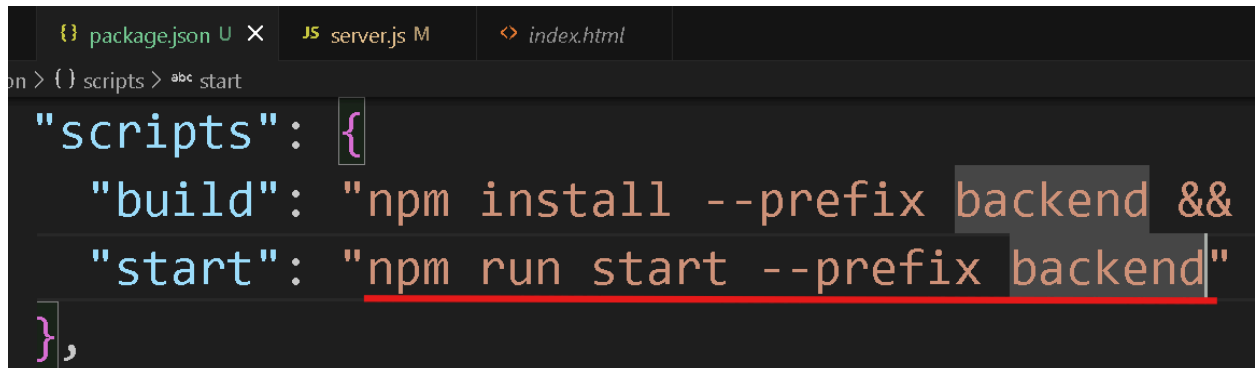 {} package.json U × JS server.js M <> index.html
on > {} scripts > abc start
"scripts": {
"build": "npm install --prefix backend &&
"start": "npm run start --prefix backend"
},